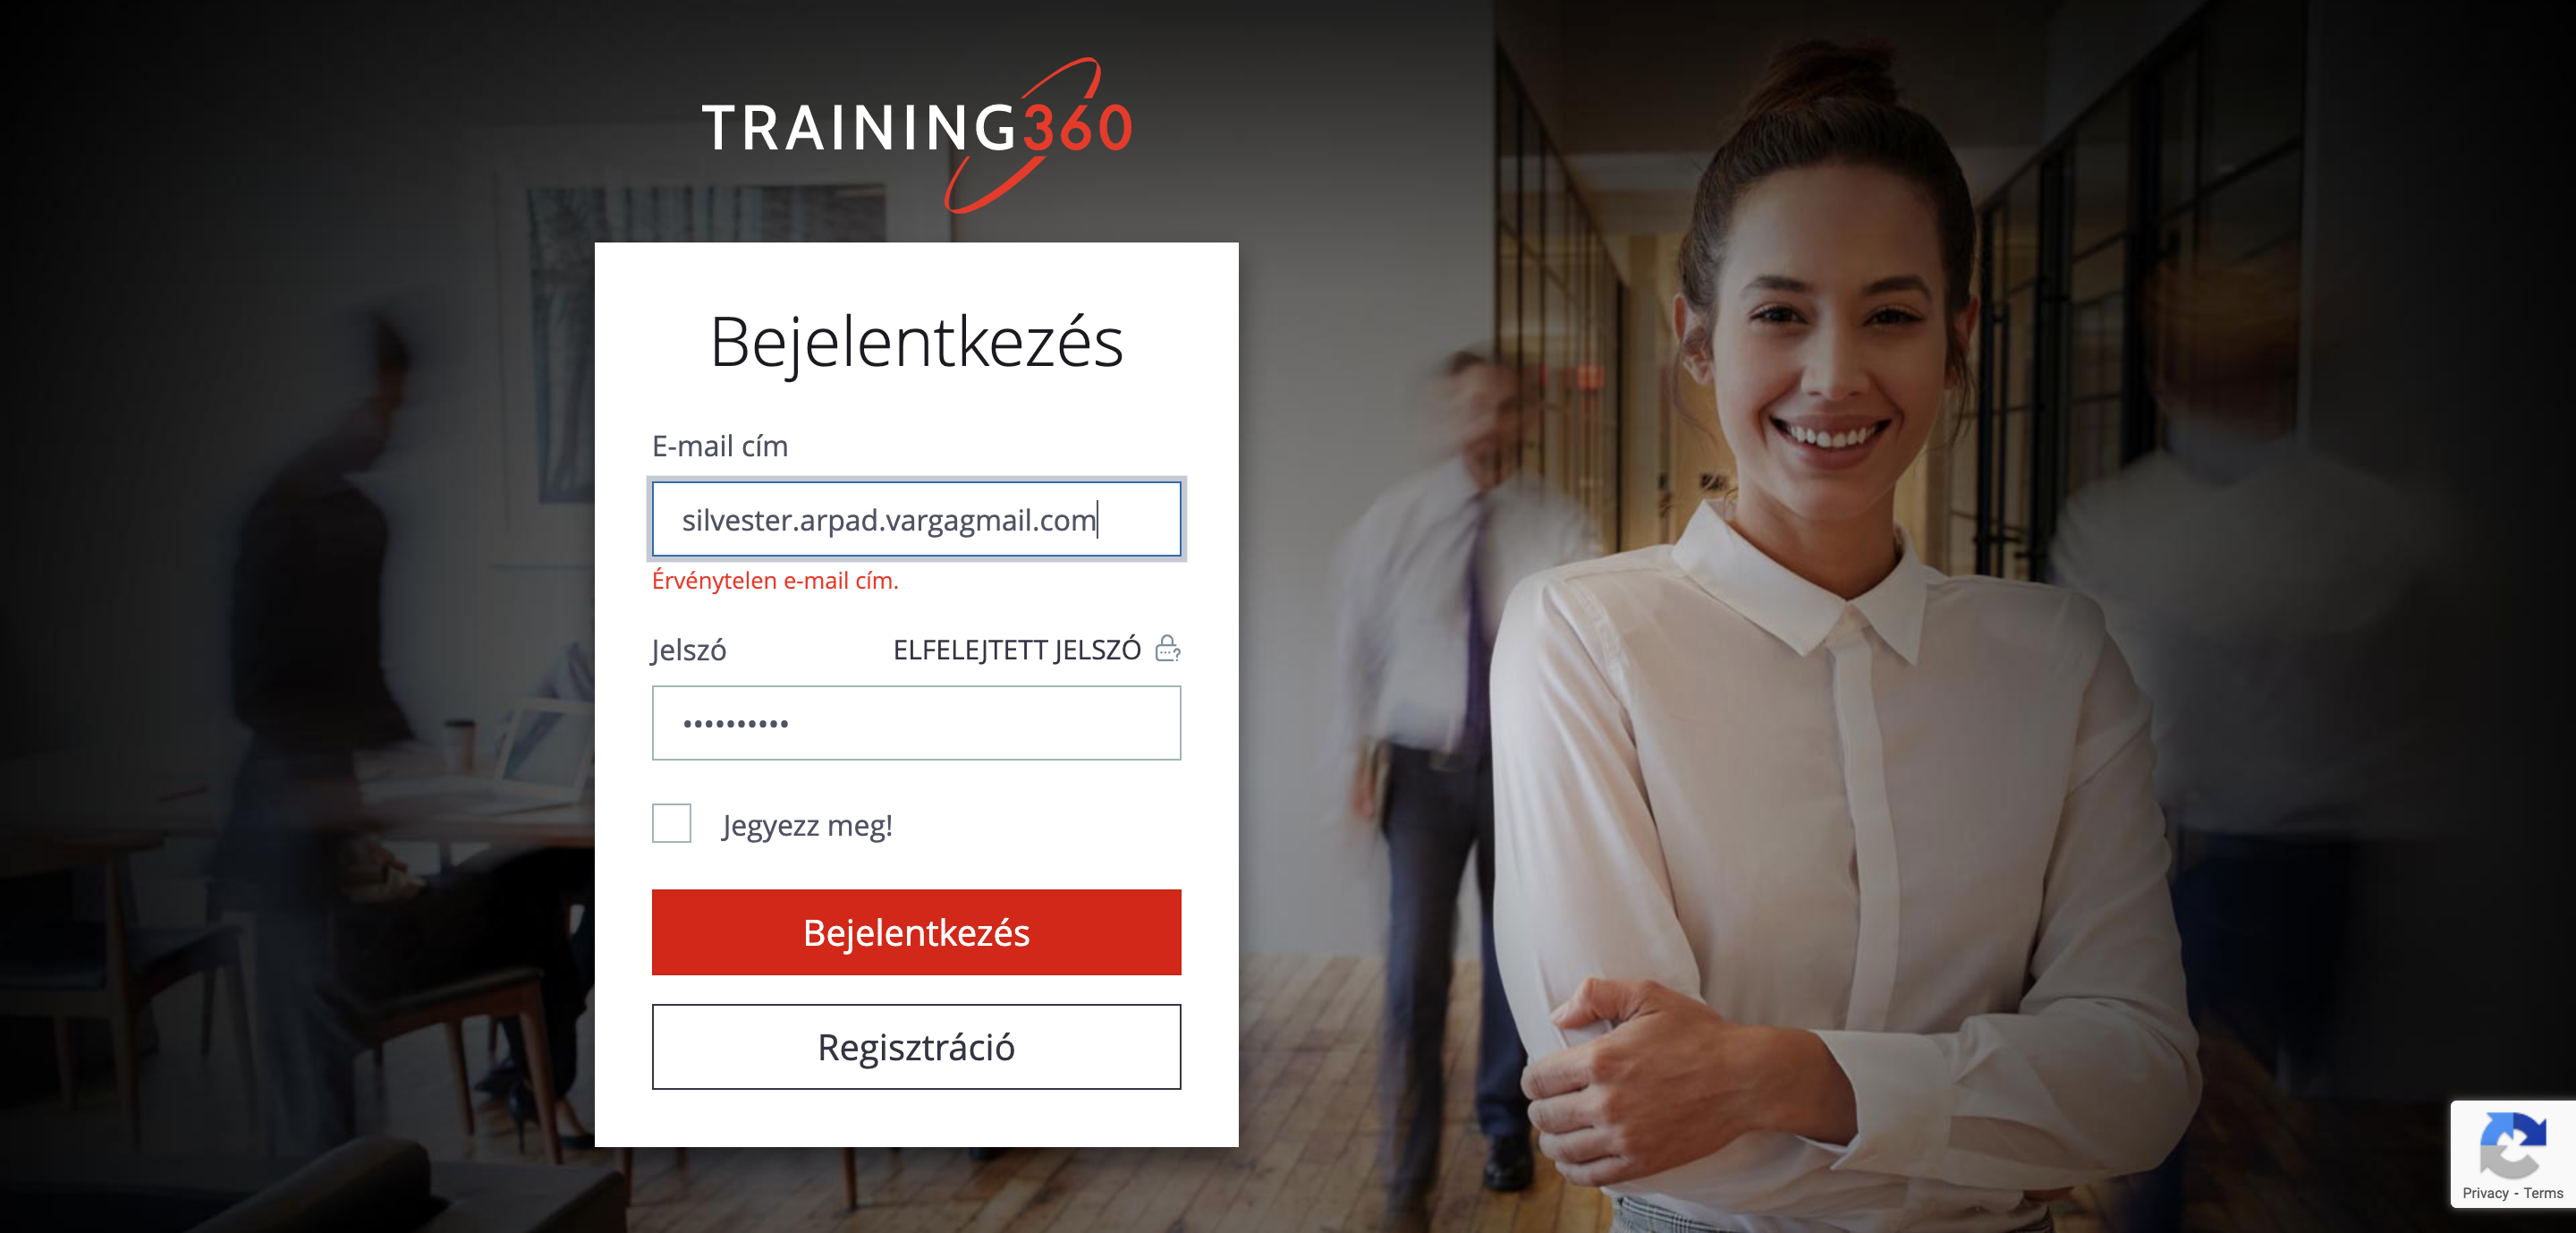 TRAINING360
Bejelentkezés
E-mail cím
silvester.arpad.vargagmail.com
Érvénytelen e-mail cím.
Jelszó ELFELEJTETT JELSZÓ
••••••••••
Jegyezz meg!
Bejelentkezés
Regisztráció
Privacy - Terms